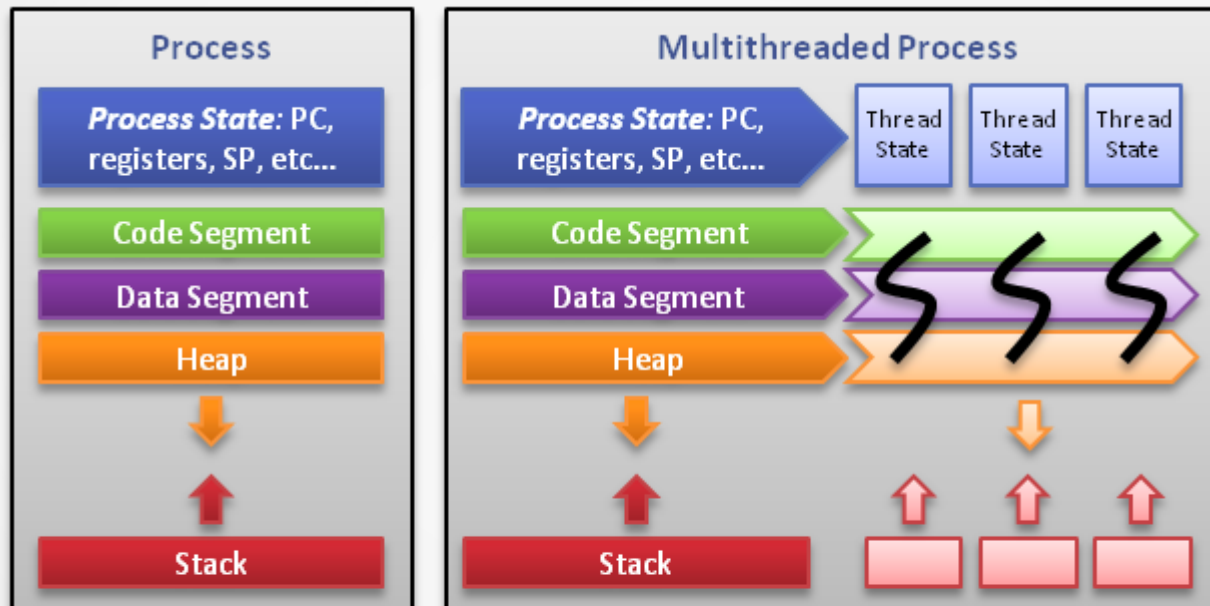 Process
Process State: PC,
registers, SP, etc...
Code Segment
Data Segment
Heap
Stack
Multithreaded Process
Process State: PC,
registers, SP, etc...
Thread
State
Thread
State
Thread
State
Code Segment
Data Segment
Heap
Stack